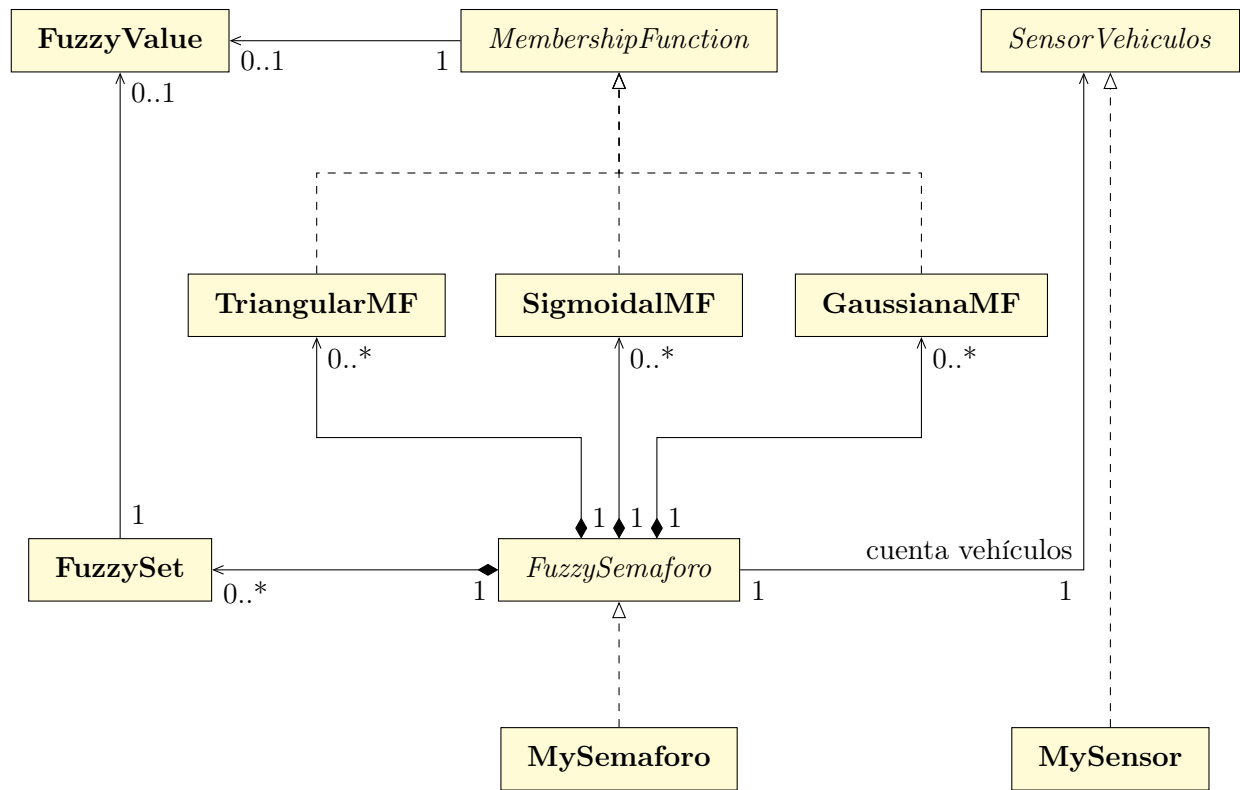 FuzzyValue
MembershipFunction
SensorVehiculos
0..1
1
0..1
TriangularMF
SigmoidalMF
GaussianaMF
0..*
0..*
0..*
1
1
1
1
cuenta vehículos
FuzzySet
FuzzySemaforo
0..*
1
1
1
MySemaforo
MySensor